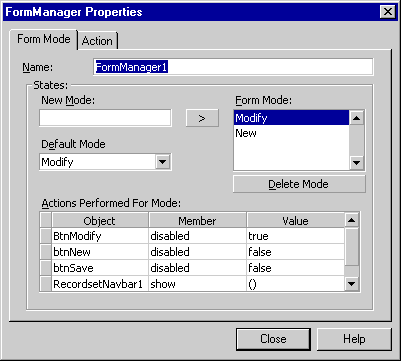 FormManager Properties
Form Mode
Action
Name:
FormManager1
States:
New Mode:
>
Form Mode:
Modify
New
Default Mode
Modify
Delete Mode
Actions Performed For Mode:
Object Member Value
BtnModify disabled true
btnNew disabled false
btnSave disabled false
RecordsetNavbar1 show ()
Close
Help